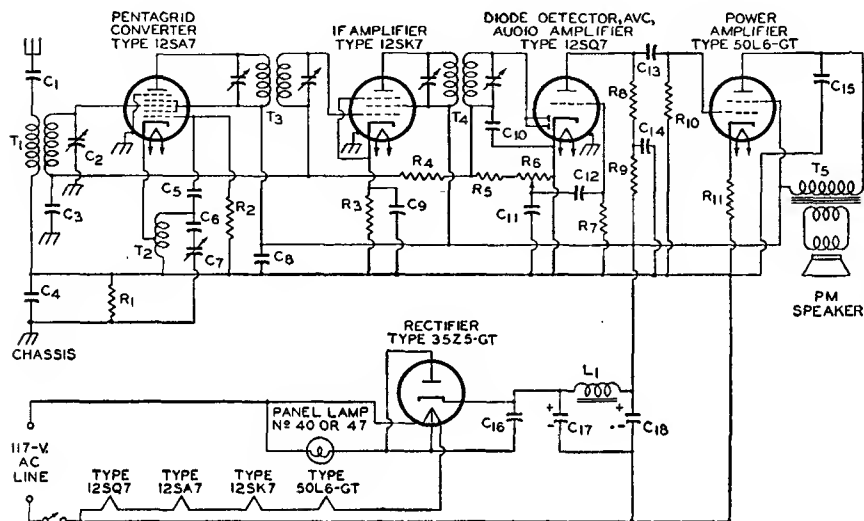 PENTAGRID
CONVERTER
TYPE 12SA7
IF AMPLIFIER
TYPE 12SK7
DIODE DETECTOR, AVC,
AUDIO AMPLIFIER
TYPE 12SQ7
POWER
AMPLIFIER
TYPE 50L6-GT
C1
T1
C2
C3
C4
R1
T2
C5
C6
C7
R2
T3
C8
R3
C9
R4
T4
C10
R5
R6
C11
C12
R7
R8
R9
C13
C14
R10
R11
C15
T5
PM
SPEAKER
CHASSIS
RECTIFIER
TYPE 35Z5-GT
PANEL LAMP
Nº 40 OR 47
C16
C17
L1
C18
+
-
+
-
117-V.
AC
LINE
TYPE
12SQ7
TYPE
12SA7
TYPE
12SK7
TYPE
50L6-GT